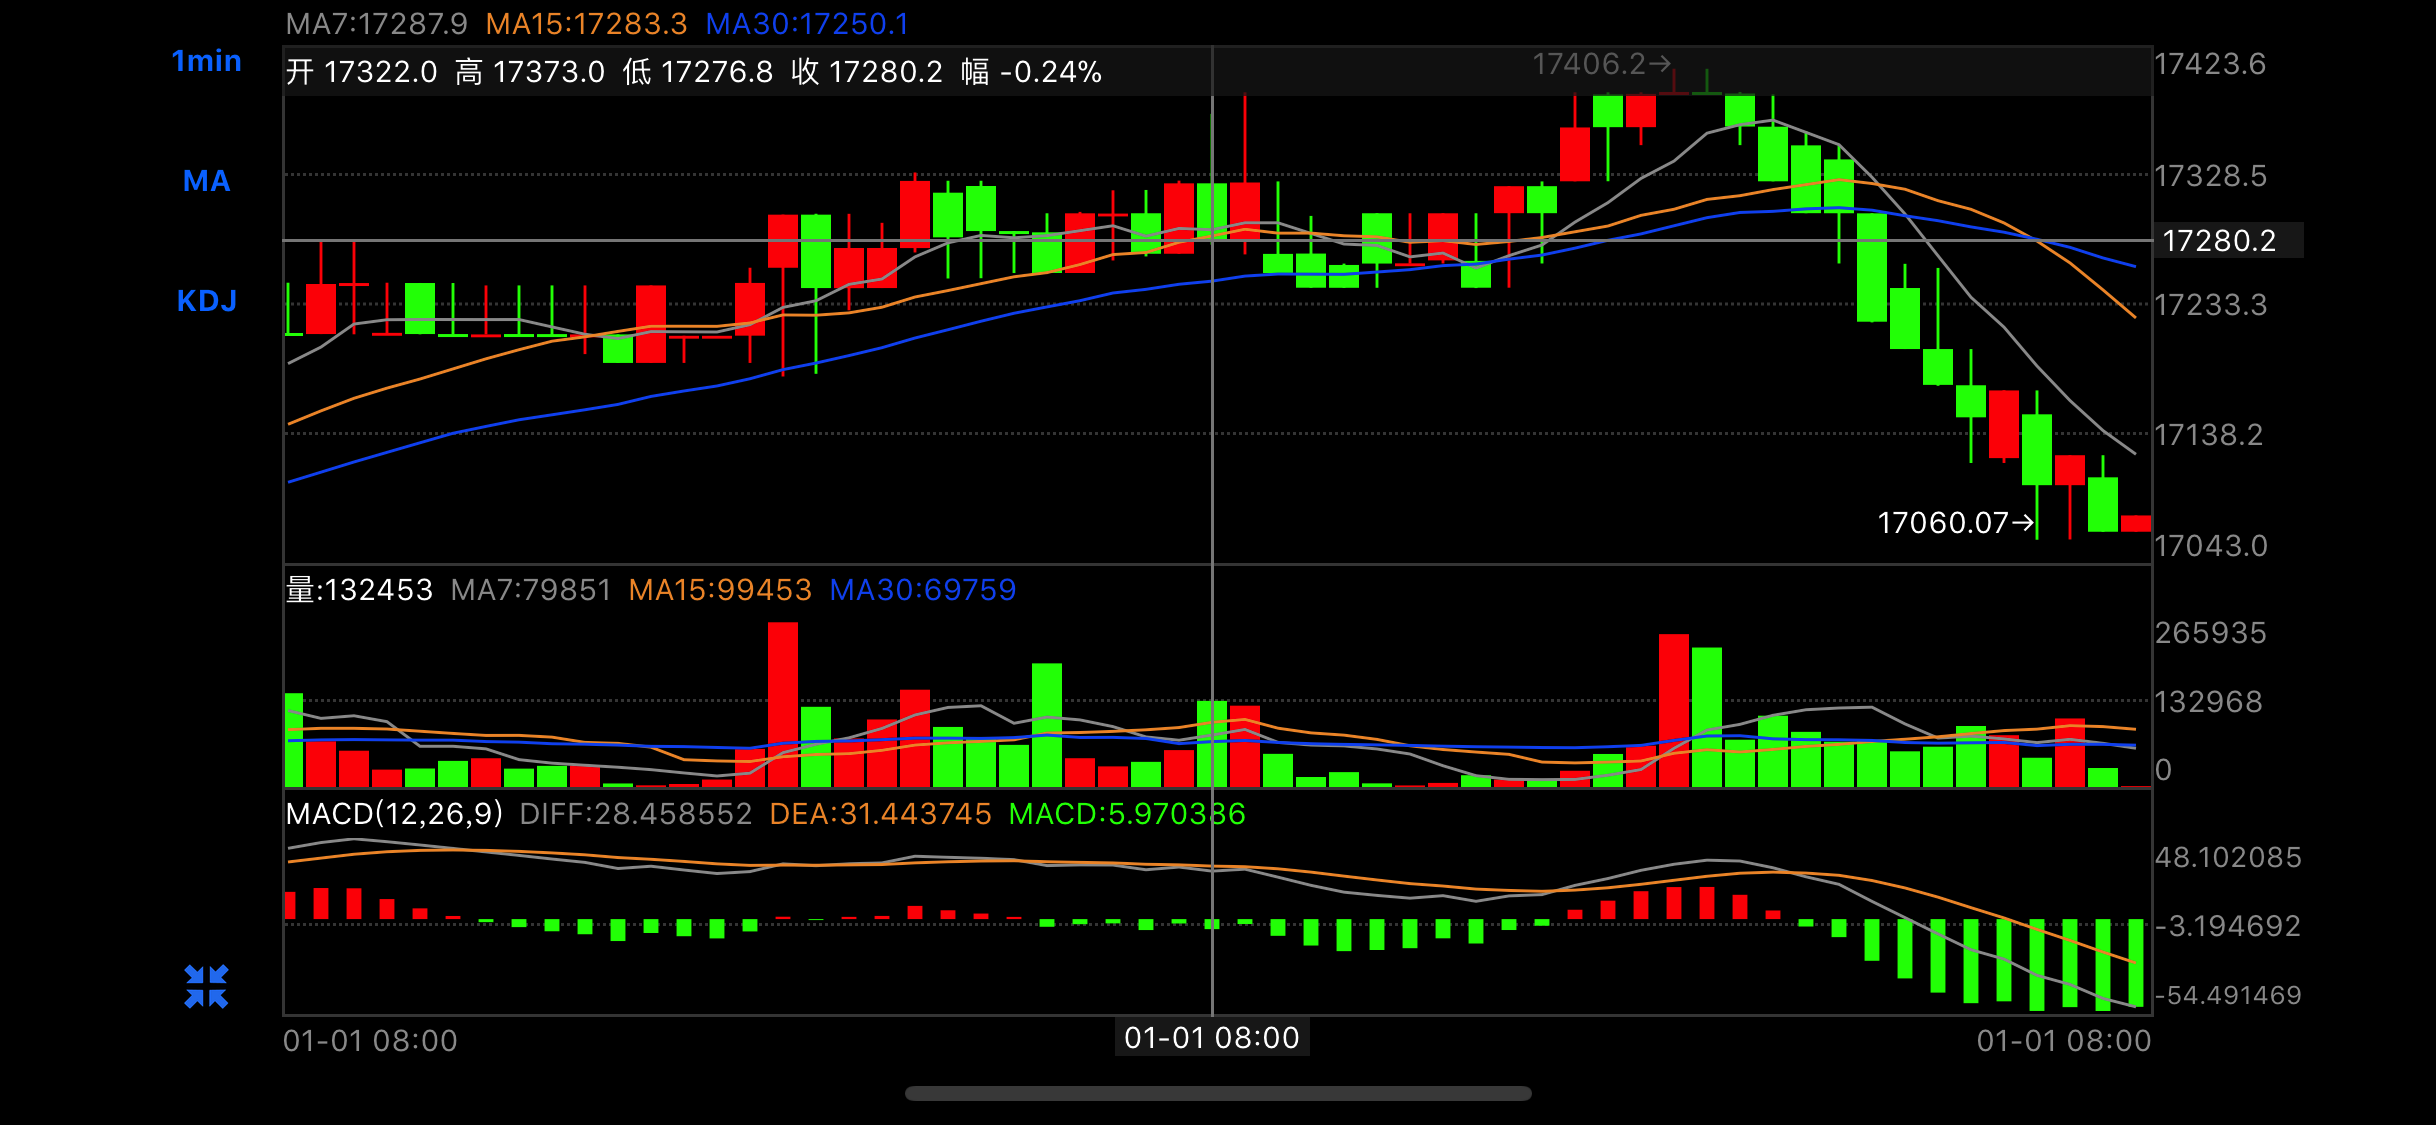 MA7:17287.9 MA15:17283.3 MA30:17250.1
1min
开 17322.0 高 17373.0 低 17276.8 收 17280.2 幅 -0.24%
17406.2→
17423.6
MA
17328.5
17280.2
KDJ
17233.3
17138.2
17060.07→
17043.0
量:132453 MA7:79851 MA15:99453 MA30:69759
265935
132968
0
MACD(12,26,9) DIFF:28.458552 DEA:31.443745 MACD:5.970386
48.102085
-3.194692
-54.491469
01-01 08:00 01-01 08:00 01-01 08:00